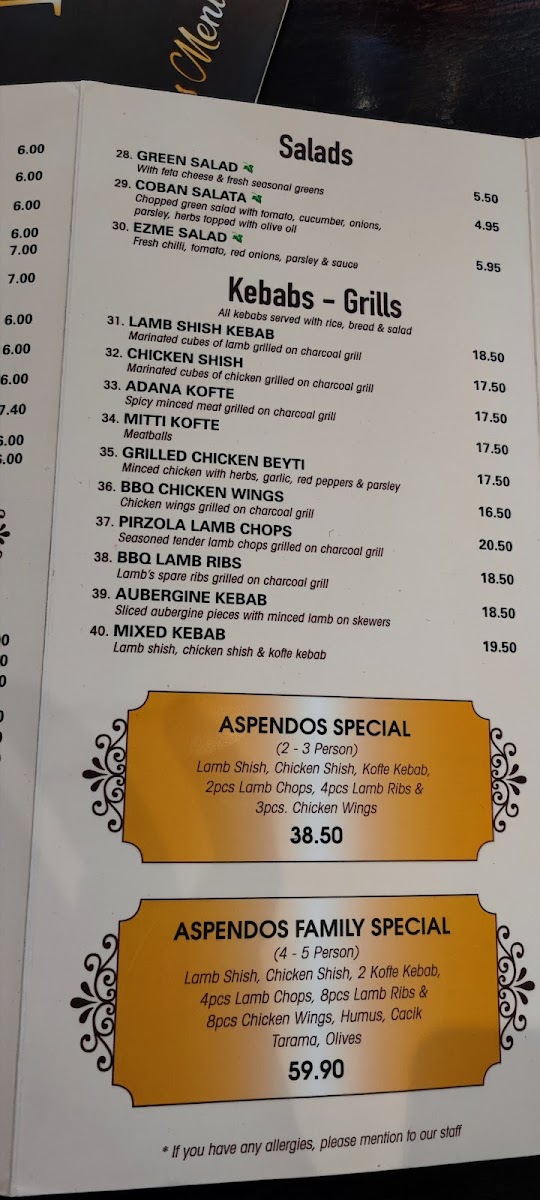 Menu
6.00
6.00
6.00
6.00
7.00
7.00
6.00
6.00
6.00
7.40
6.00
6.00
Salads
28. GREEN SALAD 5.50
With feta cheese & fresh seasonal greens
29. COBAN SALATA 4.95
Chopped green salad with tomato, cucumber, onions,
parsley, herbs topped with olive oil
30. EZME SALAD 5.95
Fresh chilli, tomato, red onions, parsley & sauce
Kebabs - Grills
All kebabs served with rice, bread & salad
31. LAMB SHISH KEBAB 18.50
Marinated cubes of lamb grilled on charcoal grill
32. CHICKEN SHISH 17.50
Marinated cubes of chicken grilled on charcoal grill
33. ADANA KOFTE 17.50
Spicy minced meat grilled on charcoal grill
34. MITTI KOFTE 17.50
Meatballs
35. GRILLED CHICKEN BEYTI 17.50
Minced chicken with herbs, garlic, red peppers & parsley
36. BBQ CHICKEN WINGS 16.50
Chicken wings grilled on charcoal grill
37. PIRZOLA LAMB CHOPS 20.50
Seasoned tender lamb chops grilled on charcoal grill
38. BBQ LAMB RIBS 18.50
Lamb's spare ribs grilled on charcoal grill
39. AUBERGINE KEBAB 18.50
Sliced aubergine pieces with minced lamb on skewers
40. MIXED KEBAB 19.50
Lamb shish, chicken shish & kofte kebab
ASPENDOS SPECIAL
(2 - 3 Person)
Lamb Shish, Chicken Shish, Kofte Kebab,
2pcs Lamb Chops, 4pcs Lamb Ribs &
3pcs. Chicken Wings
38.50
ASPENDOS FAMILY SPECIAL
(4 - 5 Person)
Lamb Shish, Chicken Shish, 2 Kofte Kebab,
4pcs Lamb Chops, 8pcs Lamb Ribs &
8pcs Chicken Wings, Humus, Cacik
Tarama, Olives
59.90
* If you have any allergies, please mention to our staff